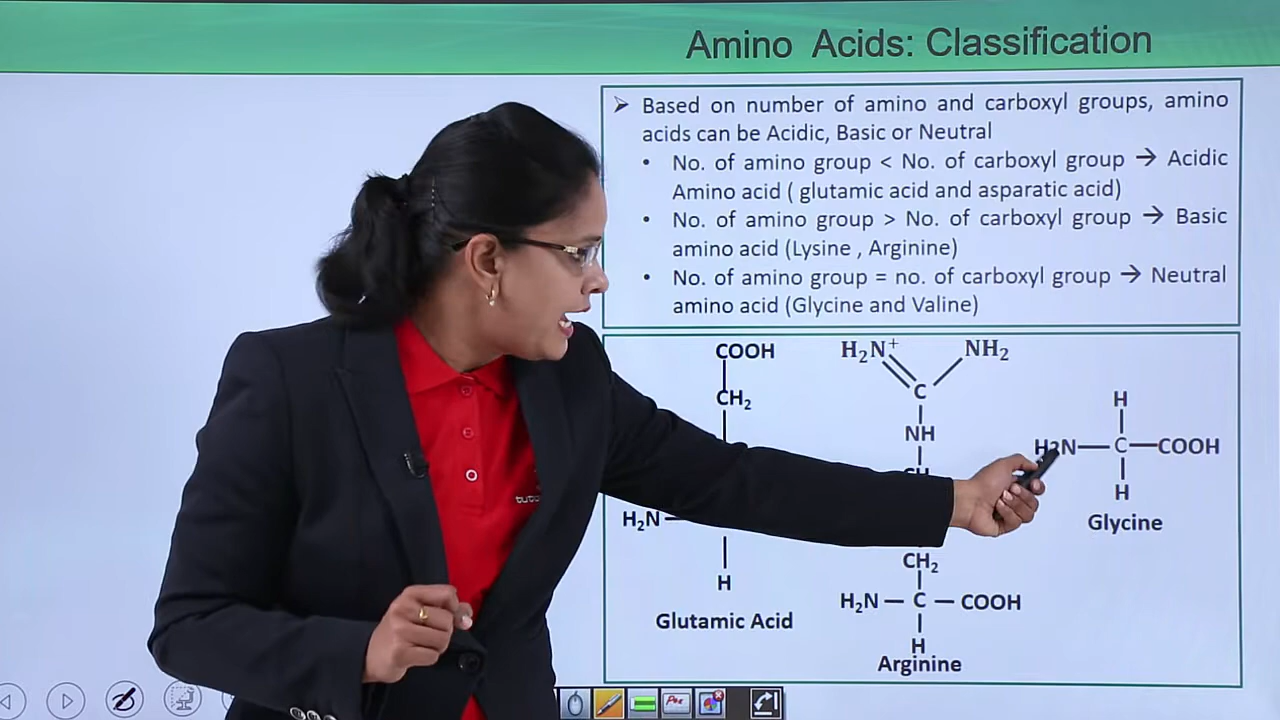 Amino Acids: Classification
➤ Based on number of amino and carboxyl groups, amino
acids can be Acidic, Basic or Neutral
• No. of amino group < No. of carboxyl group → Acidic
Amino acid ( glutamic acid and asparatic acid)
• No. of amino group > No. of carboxyl group → Basic
amino acid (Lysine , Arginine)
• No. of amino group = no. of carboxyl group → Neutral
amino acid (Glycine and Valine)
COOH
CH₂
H₂N
H
Glutamic Acid
H₂N⁺ NH₂
C
NH
CH₂
H₂N — C — COOH
H
Arginine
H
H₂N — C — COOH
H
Glycine